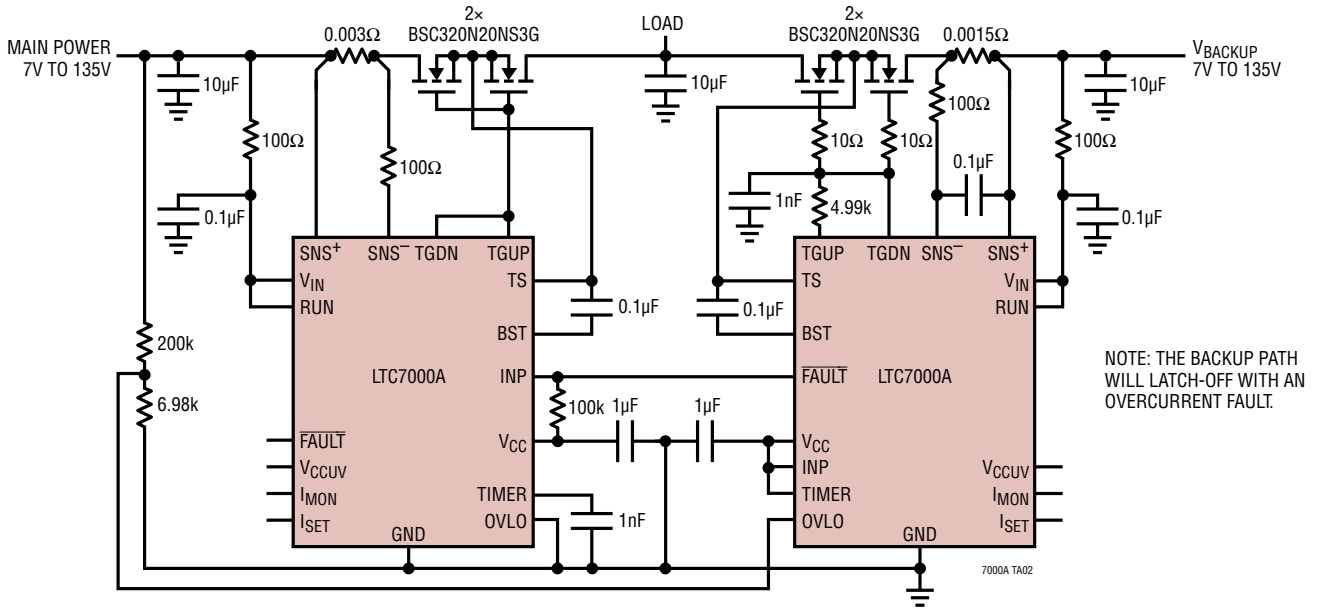 2×
BSC320N20NS3G
LOAD
2×
BSC320N20NS3G
MAIN POWER
7V TO 135V
0.003Ω
0.0015Ω
VBACKUP
7V TO 135V
10µF
10µF
10µF
100Ω
100Ω
0.1µF
10Ω
10Ω
1nF
4.99k
100Ω
0.1µF
100Ω
0.1µF
SNS+
SNS–
TGDN
TGUP
VIN
RUN
TS
BST
0.1µF
LTC7000A
INP
100k
VCC
FAULT
VCCUV
IMON
ISET
TIMER
OVLO
GND
1nF
200k
6.98k
1µF
1µF
TGUP
TGDN
SNS–
SNS+
TS
BST
0.1µF
VIN
RUN
FAULT
LTC7000A
VCC
INP
TIMER
OVLO
VCCUV
IMON
ISET
GND
NOTE: THE BACKUP PATH
WILL LATCH-OFF WITH AN
OVERCURRENT FAULT.
7000A TA02